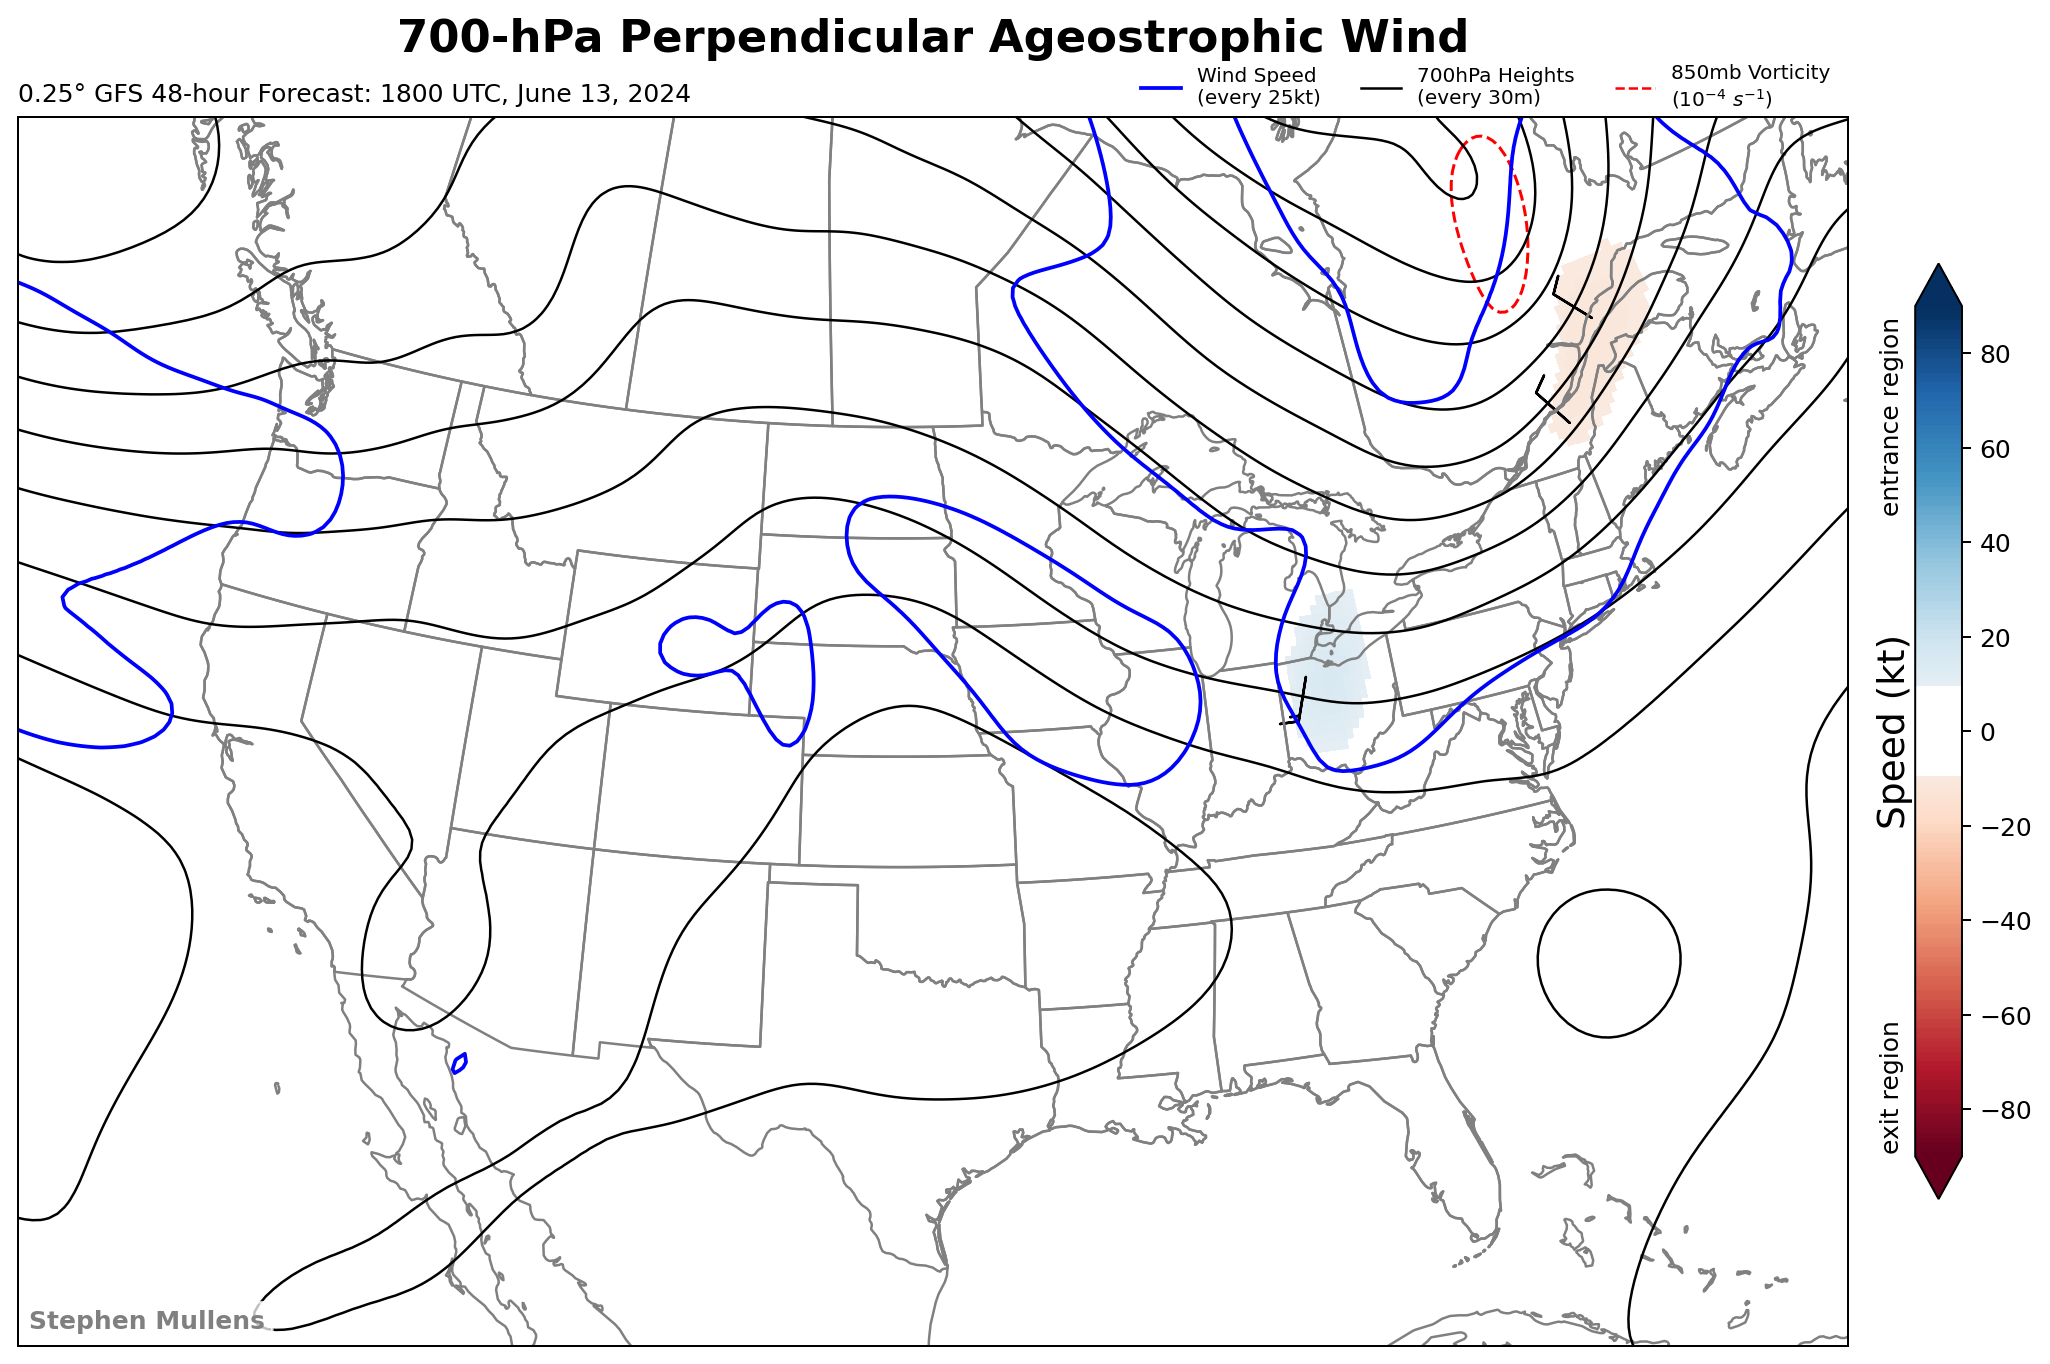 700-hPa Perpendicular Ageostrophic Wind
0.25° GFS 48-hour Forecast: 1800 UTC, June 13, 2024
Wind Speed
(every 25kt)
700hPa Heights
(every 30m)
850mb Vorticity
(10⁻⁴ s⁻¹)
entrance region
Speed (kt)
exit region
80
60
40
20
0
−20
−40
−60
−80
Stephen Mullens